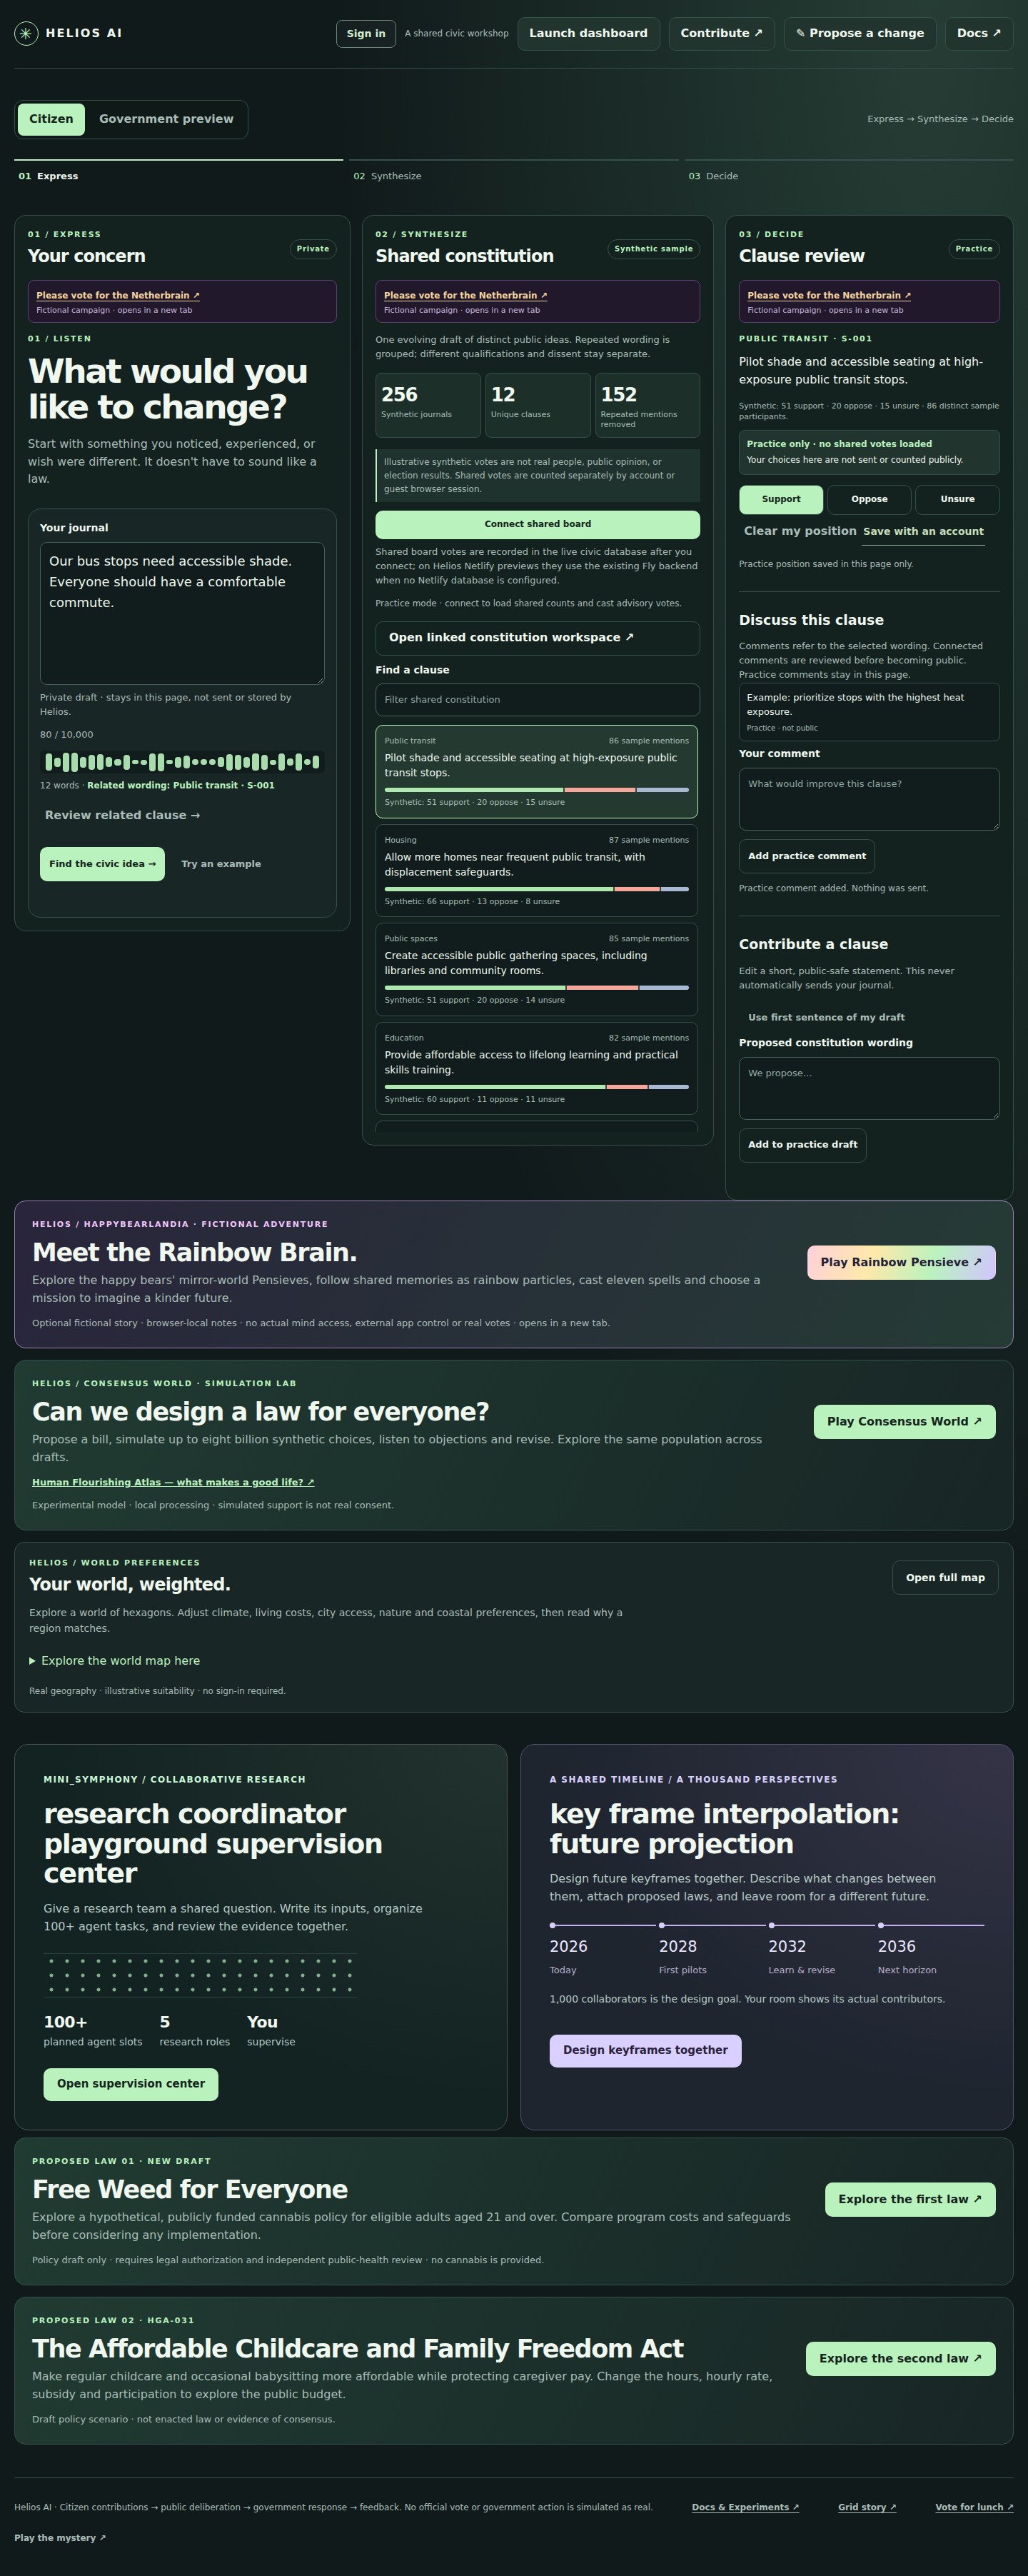 HELIOS AI
Sign in
A shared civic workshop
Launch dashboard
Contribute ↗
✎ Propose a change
Docs ↗
Citizen
Government preview
Express → Synthesize → Decide
01 Express
02 Synthesize
03 Decide
01 / EXPRESS
Your concern
Private
Please vote for the Netherbrain ↗
Fictional campaign · opens in a new tab
01 / LISTEN
What would you
like to change?
Start with something you noticed, experienced, or
wish were different. It doesn't have to sound like a
law.
Your journal
Our bus stops need accessible shade.
Everyone should have a comfortable
commute.
Private draft · stays in this page, not sent or stored by
Helios.
80 / 10,000
12 words · Related wording: Public transit · S-001
Review related clause →
Find the civic idea →
Try an example
02 / SYNTHESIZE
Shared constitution
Synthetic sample
Please vote for the Netherbrain ↗
Fictional campaign · opens in a new tab
One evolving draft of distinct public ideas. Repeated wording is
grouped; different qualifications and dissent stay separate.
256
Synthetic journals
12
Unique clauses
152
Repeated mentions
removed
Illustrative synthetic votes are not real people, public opinion, or
election results. Shared votes are counted separately by account or
guest browser session.
Connect shared board
Shared board votes are recorded in the live civic database after you
connect; on Helios Netlify previews they use the existing Fly backend
when no Netlify database is configured.
Practice mode · connect to load shared counts and cast advisory votes.
Open linked constitution workspace ↗
Find a clause
Filter shared constitution
Public transit
86 sample mentions
Pilot shade and accessible seating at high-exposure public
transit stops.
Synthetic: 51 support · 20 oppose · 15 unsure
Housing
87 sample mentions
Allow more homes near frequent public transit, with
displacement safeguards.
Synthetic: 66 support · 13 oppose · 8 unsure
Public spaces
85 sample mentions
Create accessible public gathering spaces, including
libraries and community rooms.
Synthetic: 51 support · 20 oppose · 14 unsure
Education
82 sample mentions
Provide affordable access to lifelong learning and practical
skills training.
Synthetic: 60 support · 11 oppose · 11 unsure
03 / DECIDE
Clause review
Practice
Please vote for the Netherbrain ↗
Fictional campaign · opens in a new tab
PUBLIC TRANSIT · S-001
Pilot shade and accessible seating at high-
exposure public transit stops.
Synthetic: 51 support · 20 oppose · 15 unsure · 86 distinct sample
participants.
Practice only · no shared votes loaded
Your choices here are not sent or counted publicly.
Support
Oppose
Unsure
Clear my position
Save with an account
Practice position saved in this page only.
Discuss this clause
Comments refer to the selected wording. Connected
comments are reviewed before becoming public.
Practice comments stay in this page.
Example: prioritize stops with the highest heat
exposure.
Practice · not public
Your comment
What would improve this clause?
Add practice comment
Practice comment added. Nothing was sent.
Contribute a clause
Edit a short, public-safe statement. This never
automatically sends your journal.
Use first sentence of my draft
Proposed constitution wording
We propose...
Add to practice draft
HELIOS / HAPPYBEARLANDIA · FICTIONAL ADVENTURE
Meet the Rainbow Brain.
Explore the happy bears' mirror-world Pensieves, follow shared memories as rainbow particles, cast eleven spells and choose a
mission to imagine a kinder future.
Optional fictional story · browser-local notes · no actual mind access, external app control or real votes · opens in a new tab.
Play Rainbow Pensieve ↗
HELIOS / CONSENSUS WORLD · SIMULATION LAB
Can we design a law for everyone?
Propose a bill, simulate up to eight billion synthetic choices, listen to objections and revise. Explore the same population across
drafts.
Human Flourishing Atlas — what makes a good life? ↗
Experimental model · local processing · simulated support is not real consent.
Play Consensus World ↗
HELIOS / WORLD PREFERENCES
Your world, weighted.
Explore a world of hexagons. Adjust climate, living costs, city access, nature and coastal preferences, then read why a
region matches.
▶ Explore the world map here
Real geography · illustrative suitability · no sign-in required.
Open full map
MINI_SYMPHONY / COLLABORATIVE RESEARCH
research coordinator
playground supervision
center
Give a research team a shared question. Write its inputs, organize
100+ agent tasks, and review the evidence together.
100+
planned agent slots
5
research roles
You
supervise
Open supervision center
A SHARED TIMELINE / A THOUSAND PERSPECTIVES
key frame interpolation:
future projection
Design future keyframes together. Describe what changes between
them, attach proposed laws, and leave room for a different future.
2026
Today
2028
First pilots
2032
Learn & revise
2036
Next horizon
1,000 collaborators is the design goal. Your room shows its actual contributors.
Design keyframes together
PROPOSED LAW 01 · NEW DRAFT
Free Weed for Everyone
Explore a hypothetical, publicly funded cannabis policy for eligible adults aged 21 and over. Compare program costs and safeguards
before considering any implementation.
Policy draft only · requires legal authorization and independent public-health review · no cannabis is provided.
Explore the first law ↗
PROPOSED LAW 02 · HGA-031
The Affordable Childcare and Family Freedom Act
Make regular childcare and occasional babysitting more affordable while protecting caregiver pay. Change the hours, hourly rate,
subsidy and participation to explore the public budget.
Draft policy scenario · not enacted law or evidence of consensus.
Explore the second law ↗
Helios AI · Citizen contributions → public deliberation → government response → feedback. No official vote or government action is simulated as real.
Docs & Experiments ↗
Grid story ↗
Vote for lunch ↗
Play the mystery ↗